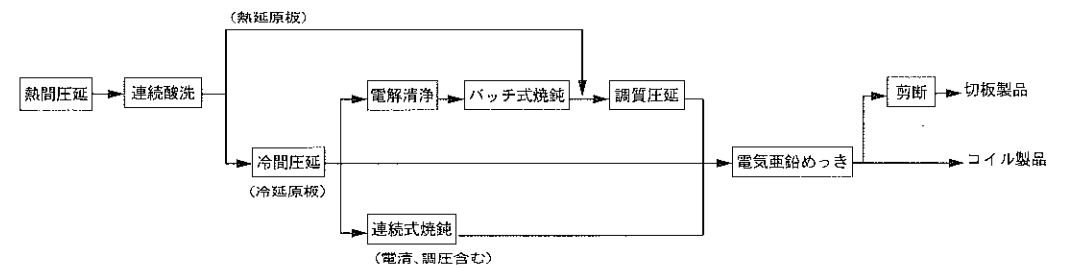 (熱延原板)
熱間圧延
連続酸洗
電解清浄
バッチ式焼鈍
調質圧延
剪断
切板製品
冷間圧延
(冷延原板)
電気亜鉛めっき
コイル製品
連続式焼鈍
(電清、調圧含む)